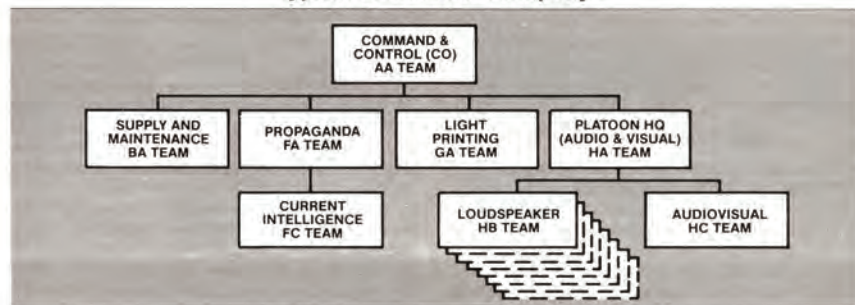 COMMAND &
CONTROL (CO)
AA TEAM
SUPPLY AND
MAINTENANCE
BA TEAM
PROPAGANDA
FA TEAM
LIGHT
PRINTING
GA TEAM
PLATOON HQ
(AUDIO & VISUAL)
HA TEAM
CURRENT
INTELLIGENCE
FC TEAM
LOUDSPEAKER
HB TEAM
AUDIOVISUAL
HC TEAM